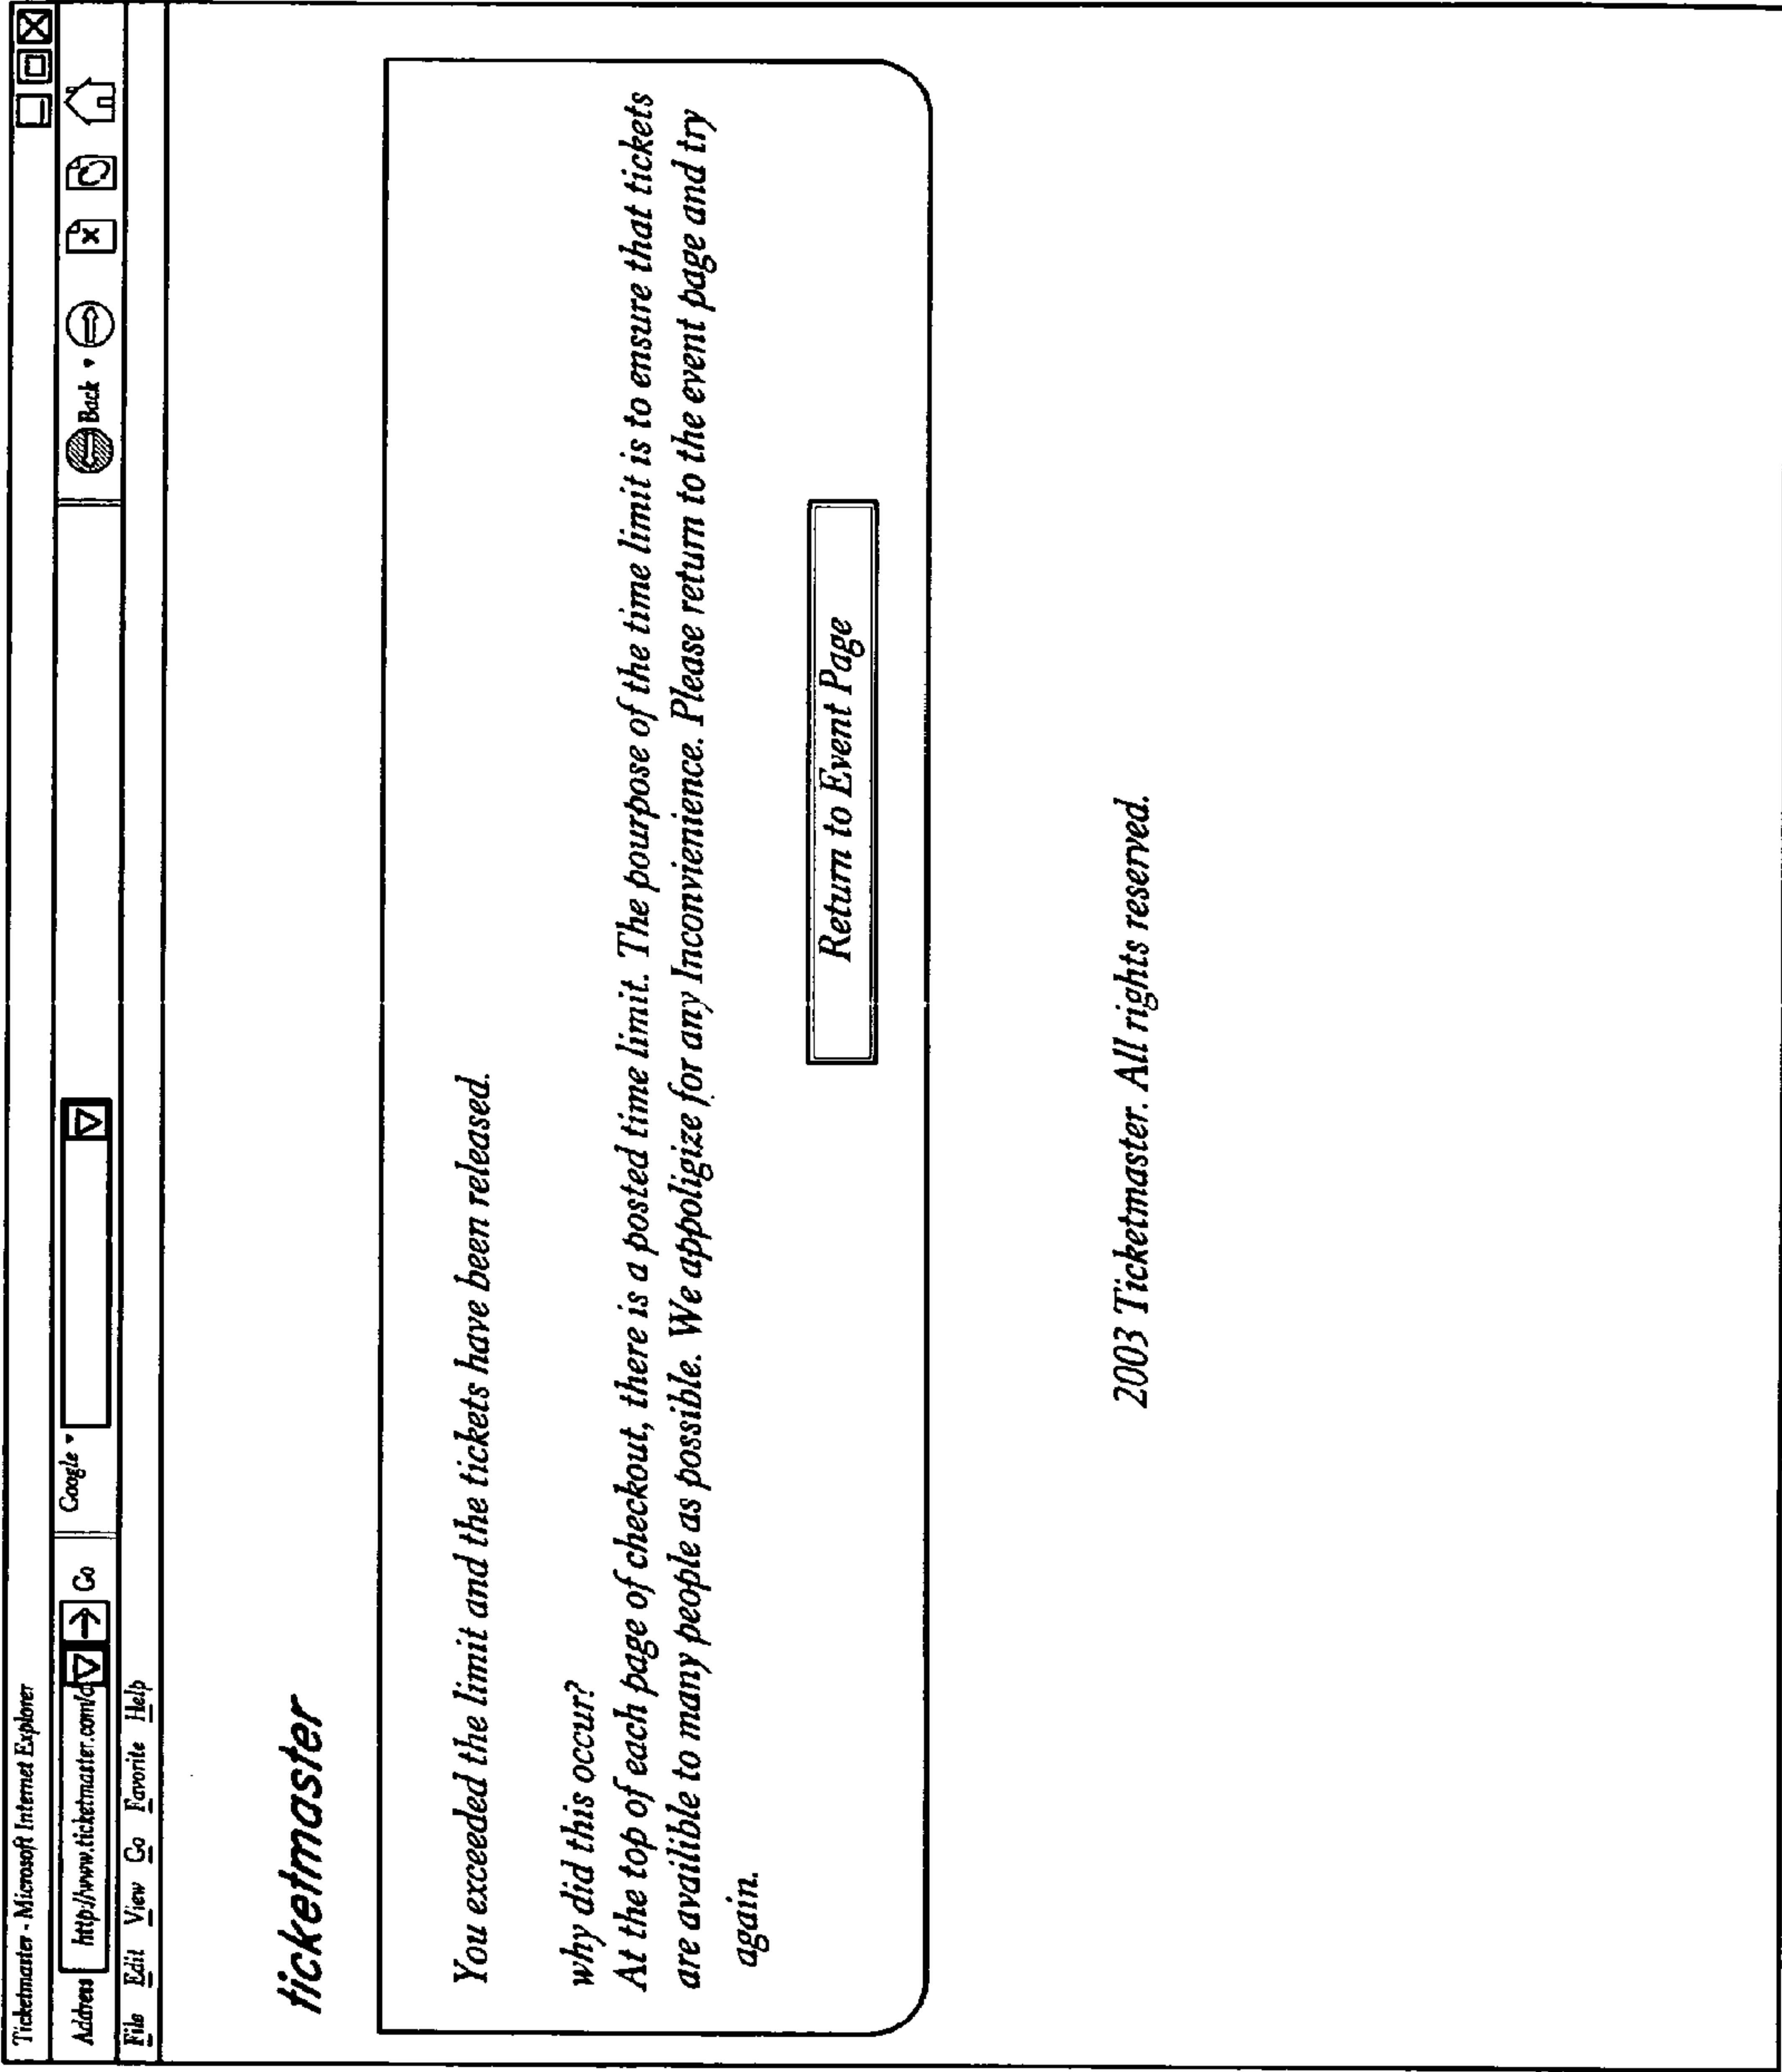 Ticketmaster - Microsoft Internet Explorer
Address http://www.ticketmatter.com/d Go Google Back
File Edit View Go Favorite Help
ticketmaster
You exceeded the limit and the tickets have been released.
why did this occur?
At the top of each page of checkout, there is a posted time limit. The pourpose of the time limit is to ensure that tickets
are availible to many people as possible. We appoligize for any Inconvienience. Please return to the event page and try
again.
Return to Event Page
2003 Ticketmaster. All rights reserved.